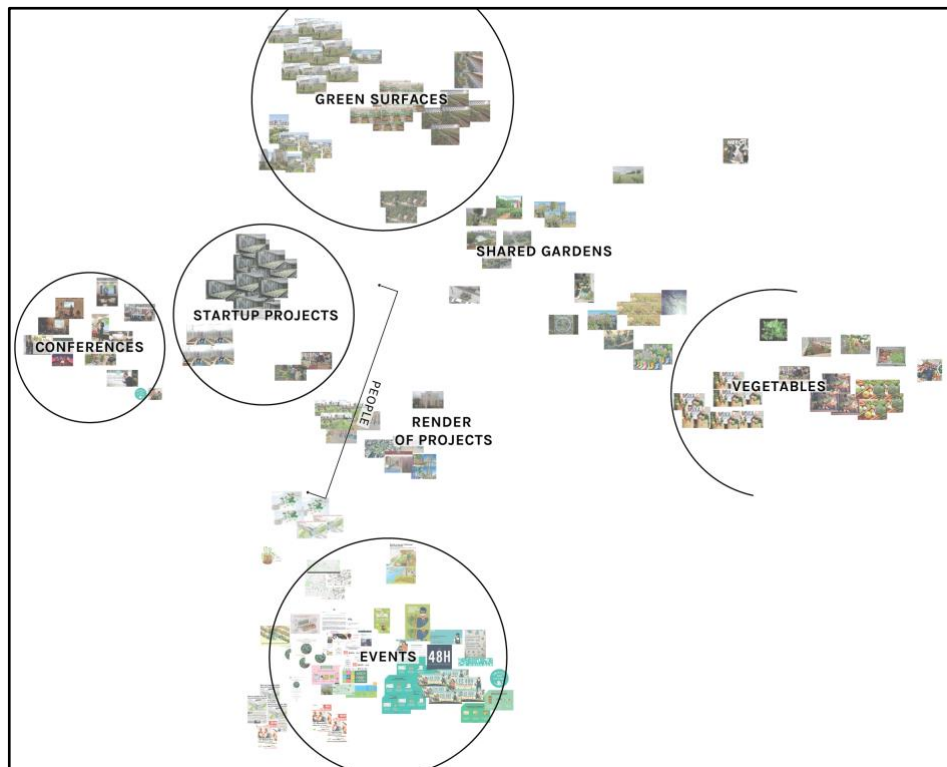 GREEN SURFACES
SHARED GARDENS
STARTUP PROJECTS
CONFERENCES
VEGETABLES
PEOPLE
RENDER
OF PROJECTS
EVENTS
48H